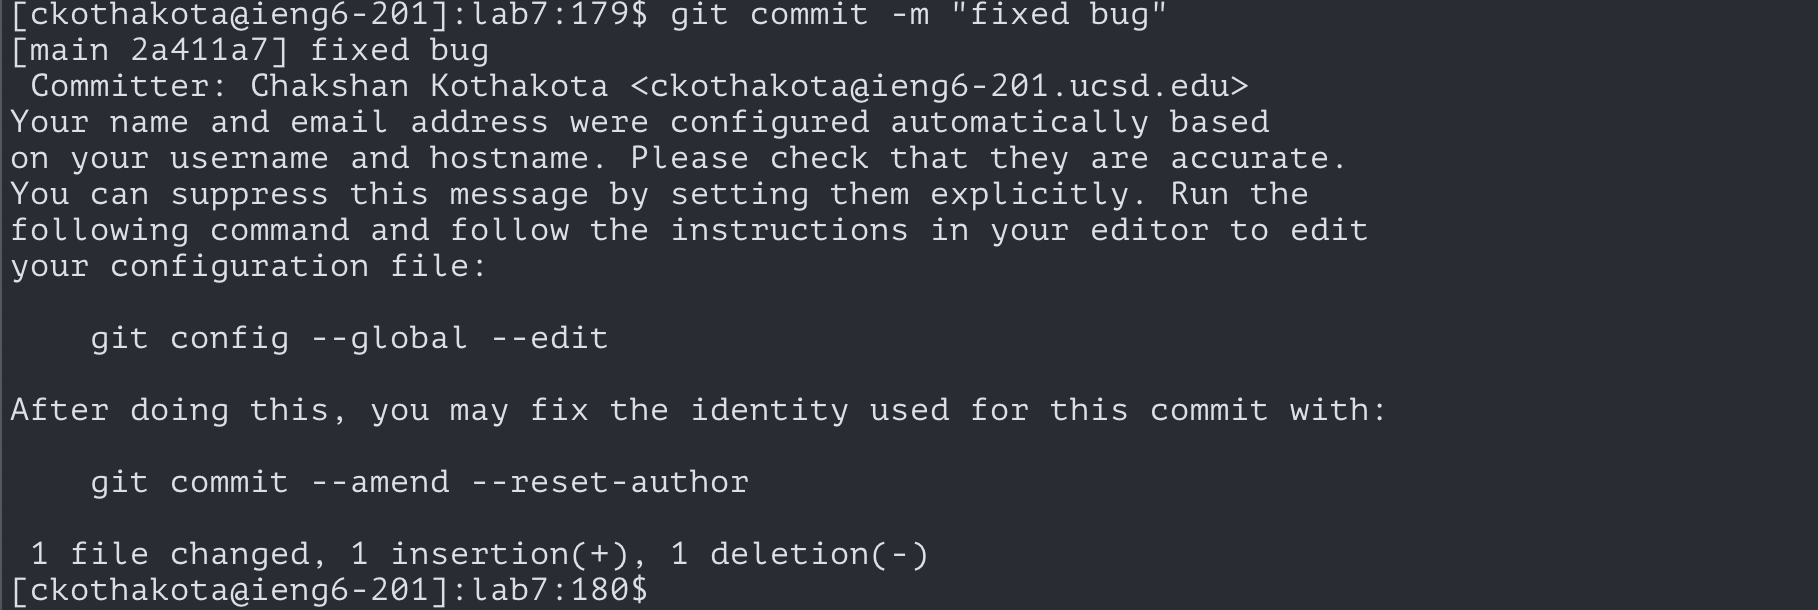 [ckothakota@ieng6-201]:lab7:179$ git commit -m "fixed bug"
[main 2a411a7] fixed bug
 Committer: Chakshan Kothakota <ckothakota@ieng6-201.ucsd.edu>
Your name and email address were configured automatically based
on your username and hostname. Please check that they are accurate.
You can suppress this message by setting them explicitly. Run the
following command and follow the instructions in your editor to edit
your configuration file:

    git config --global --edit

After doing this, you may fix the identity used for this commit with:

    git commit --amend --reset-author

 1 file changed, 1 insertion(+), 1 deletion(-)
[ckothakota@ieng6-201]:lab7:180$